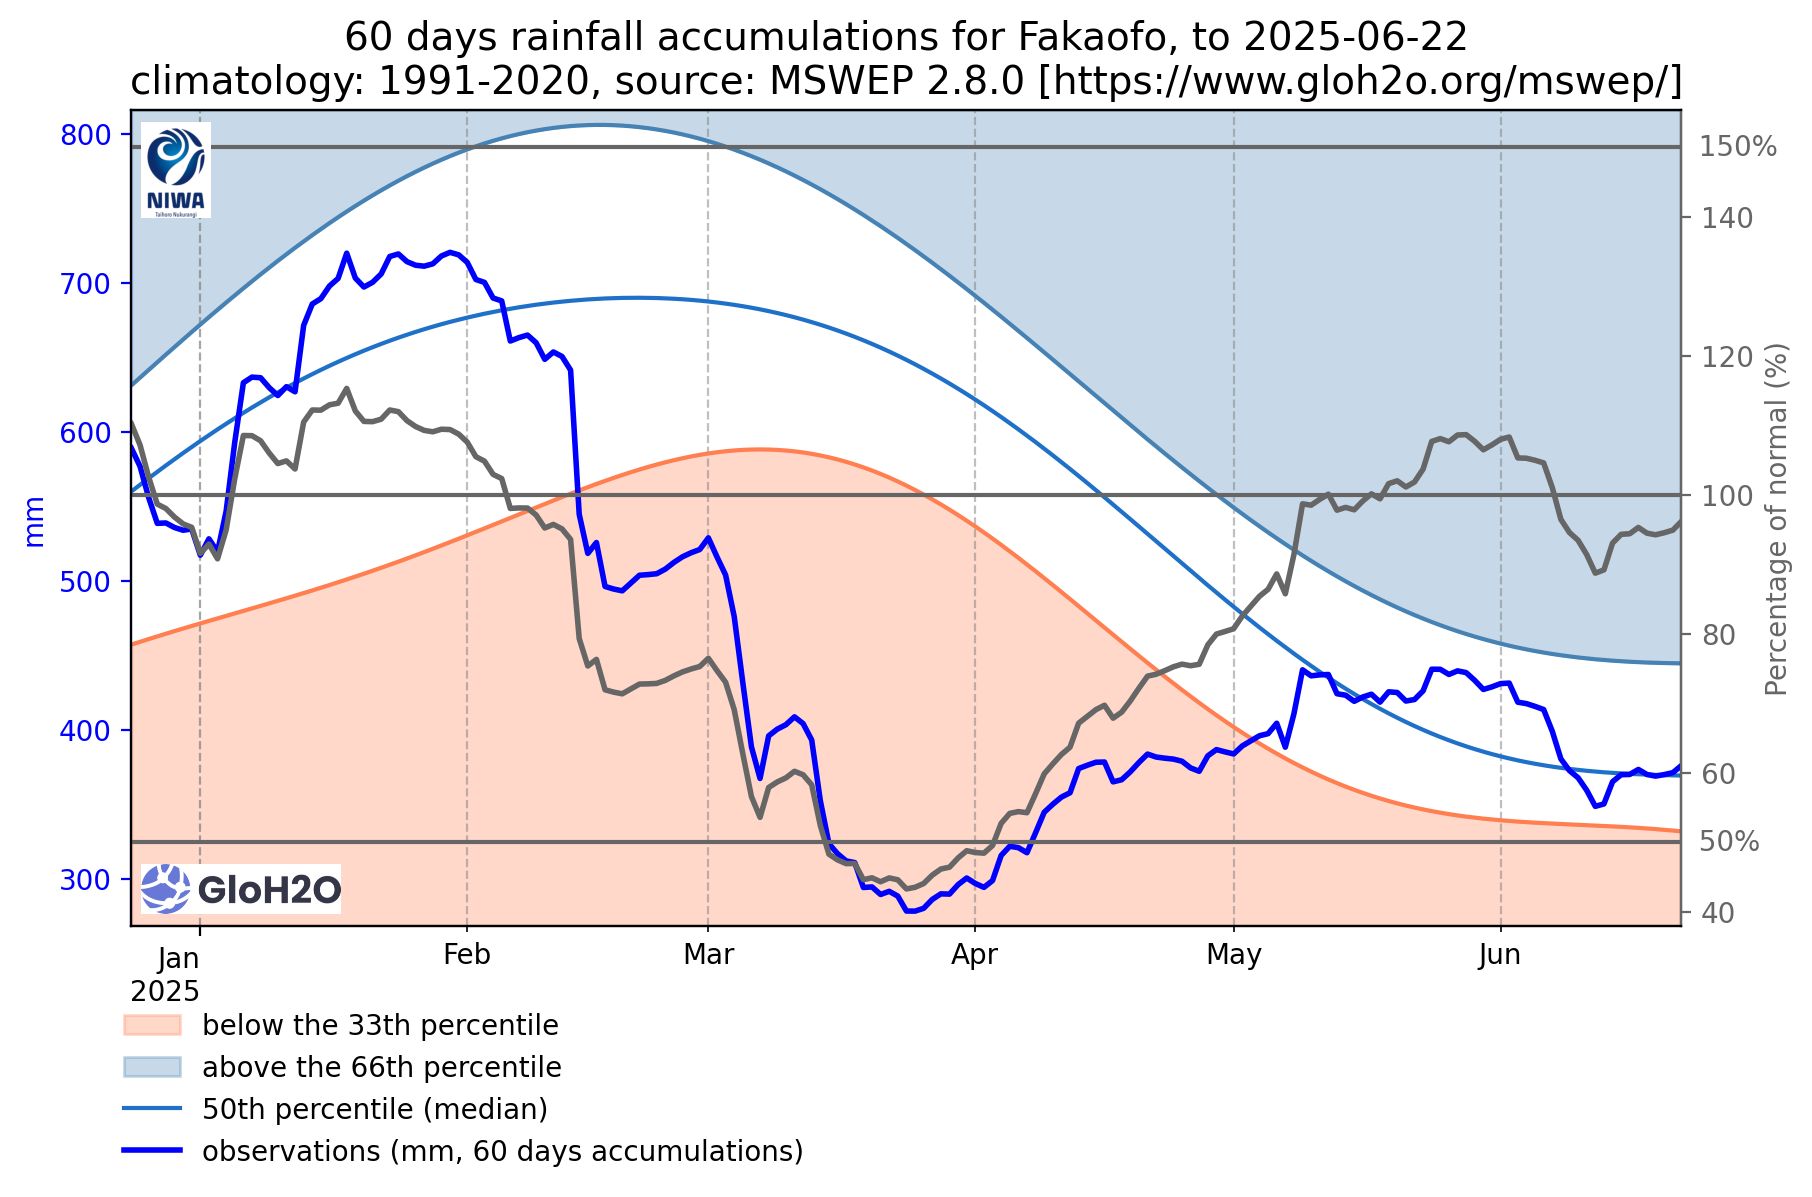 60 days rainfall accumulations for Fakaofo, to 2025-06-22
climatology: 1991-2020, source: MSWEP 2.8.0 [https://www.gloh2o.org/mswep/]
800
700
600
500
400
300
mm
150%
140
120
100
80
60
50%
40
Percentage of normal (%)
NIWA
Taihoro Nukurangi
GloH2O
Jan
2025
Feb
Mar
Apr
May
Jun
below the 33th percentile
above the 66th percentile
50th percentile (median)
observations (mm, 60 days accumulations)